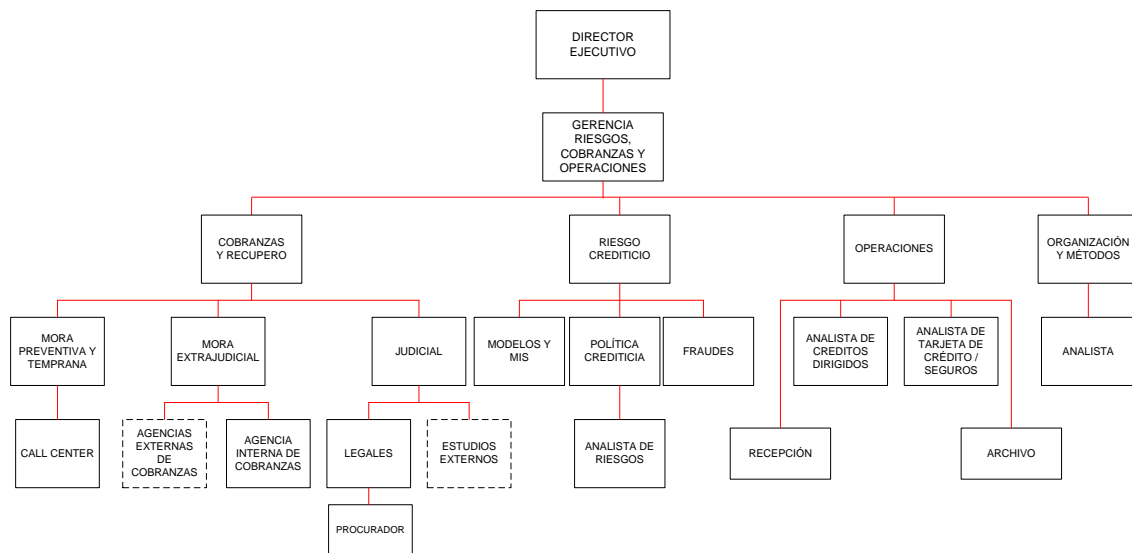 DIRECTOR
EJECUTIVO
GERENCIA
RIESGOS,
COBRANZAS Y
OPERACIONES
COBRANZAS
Y RECUPERO
RIESGO
CREDITICIO
OPERACIONES
ORGANIZACIÓN
Y MÉTODOS
MORA
PREVENTIVA Y
TEMPRANA
MORA
EXTRAJUDICIAL
JUDICIAL
MODELOS Y
MIS
POLÍTICA
CREDITICIA
FRAUDES
ANALISTA DE
CREDITOS
DIRIGIDOS
ANALISTA DE
TARJETA DE
CRÉDITO /
SEGUROS
ANALISTA
CALL CENTER
AGENCIAS
EXTERNAS
DE
COBRANZAS
AGENCIA
INTERNA DE
COBRANZAS
LEGALES
ESTUDIOS
EXTERNOS
ANALISTA DE
RIESGOS
RECEPCIÓN
ARCHIVO
PROCURADOR